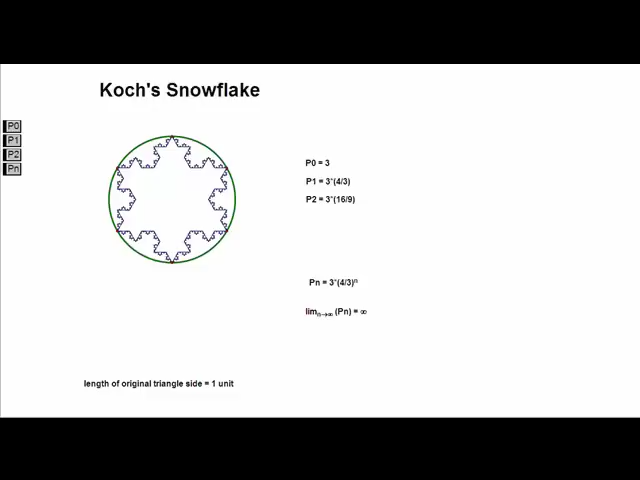 Koch's Snowflake
P0
P1
P2
Pn
P0 = 3
P1 = 3*(4/3)
P2 = 3*(16/9)
Pn = 3*(4/3)ⁿ
limn→∞ (Pn) = ∞
length of original triangle side = 1 unit